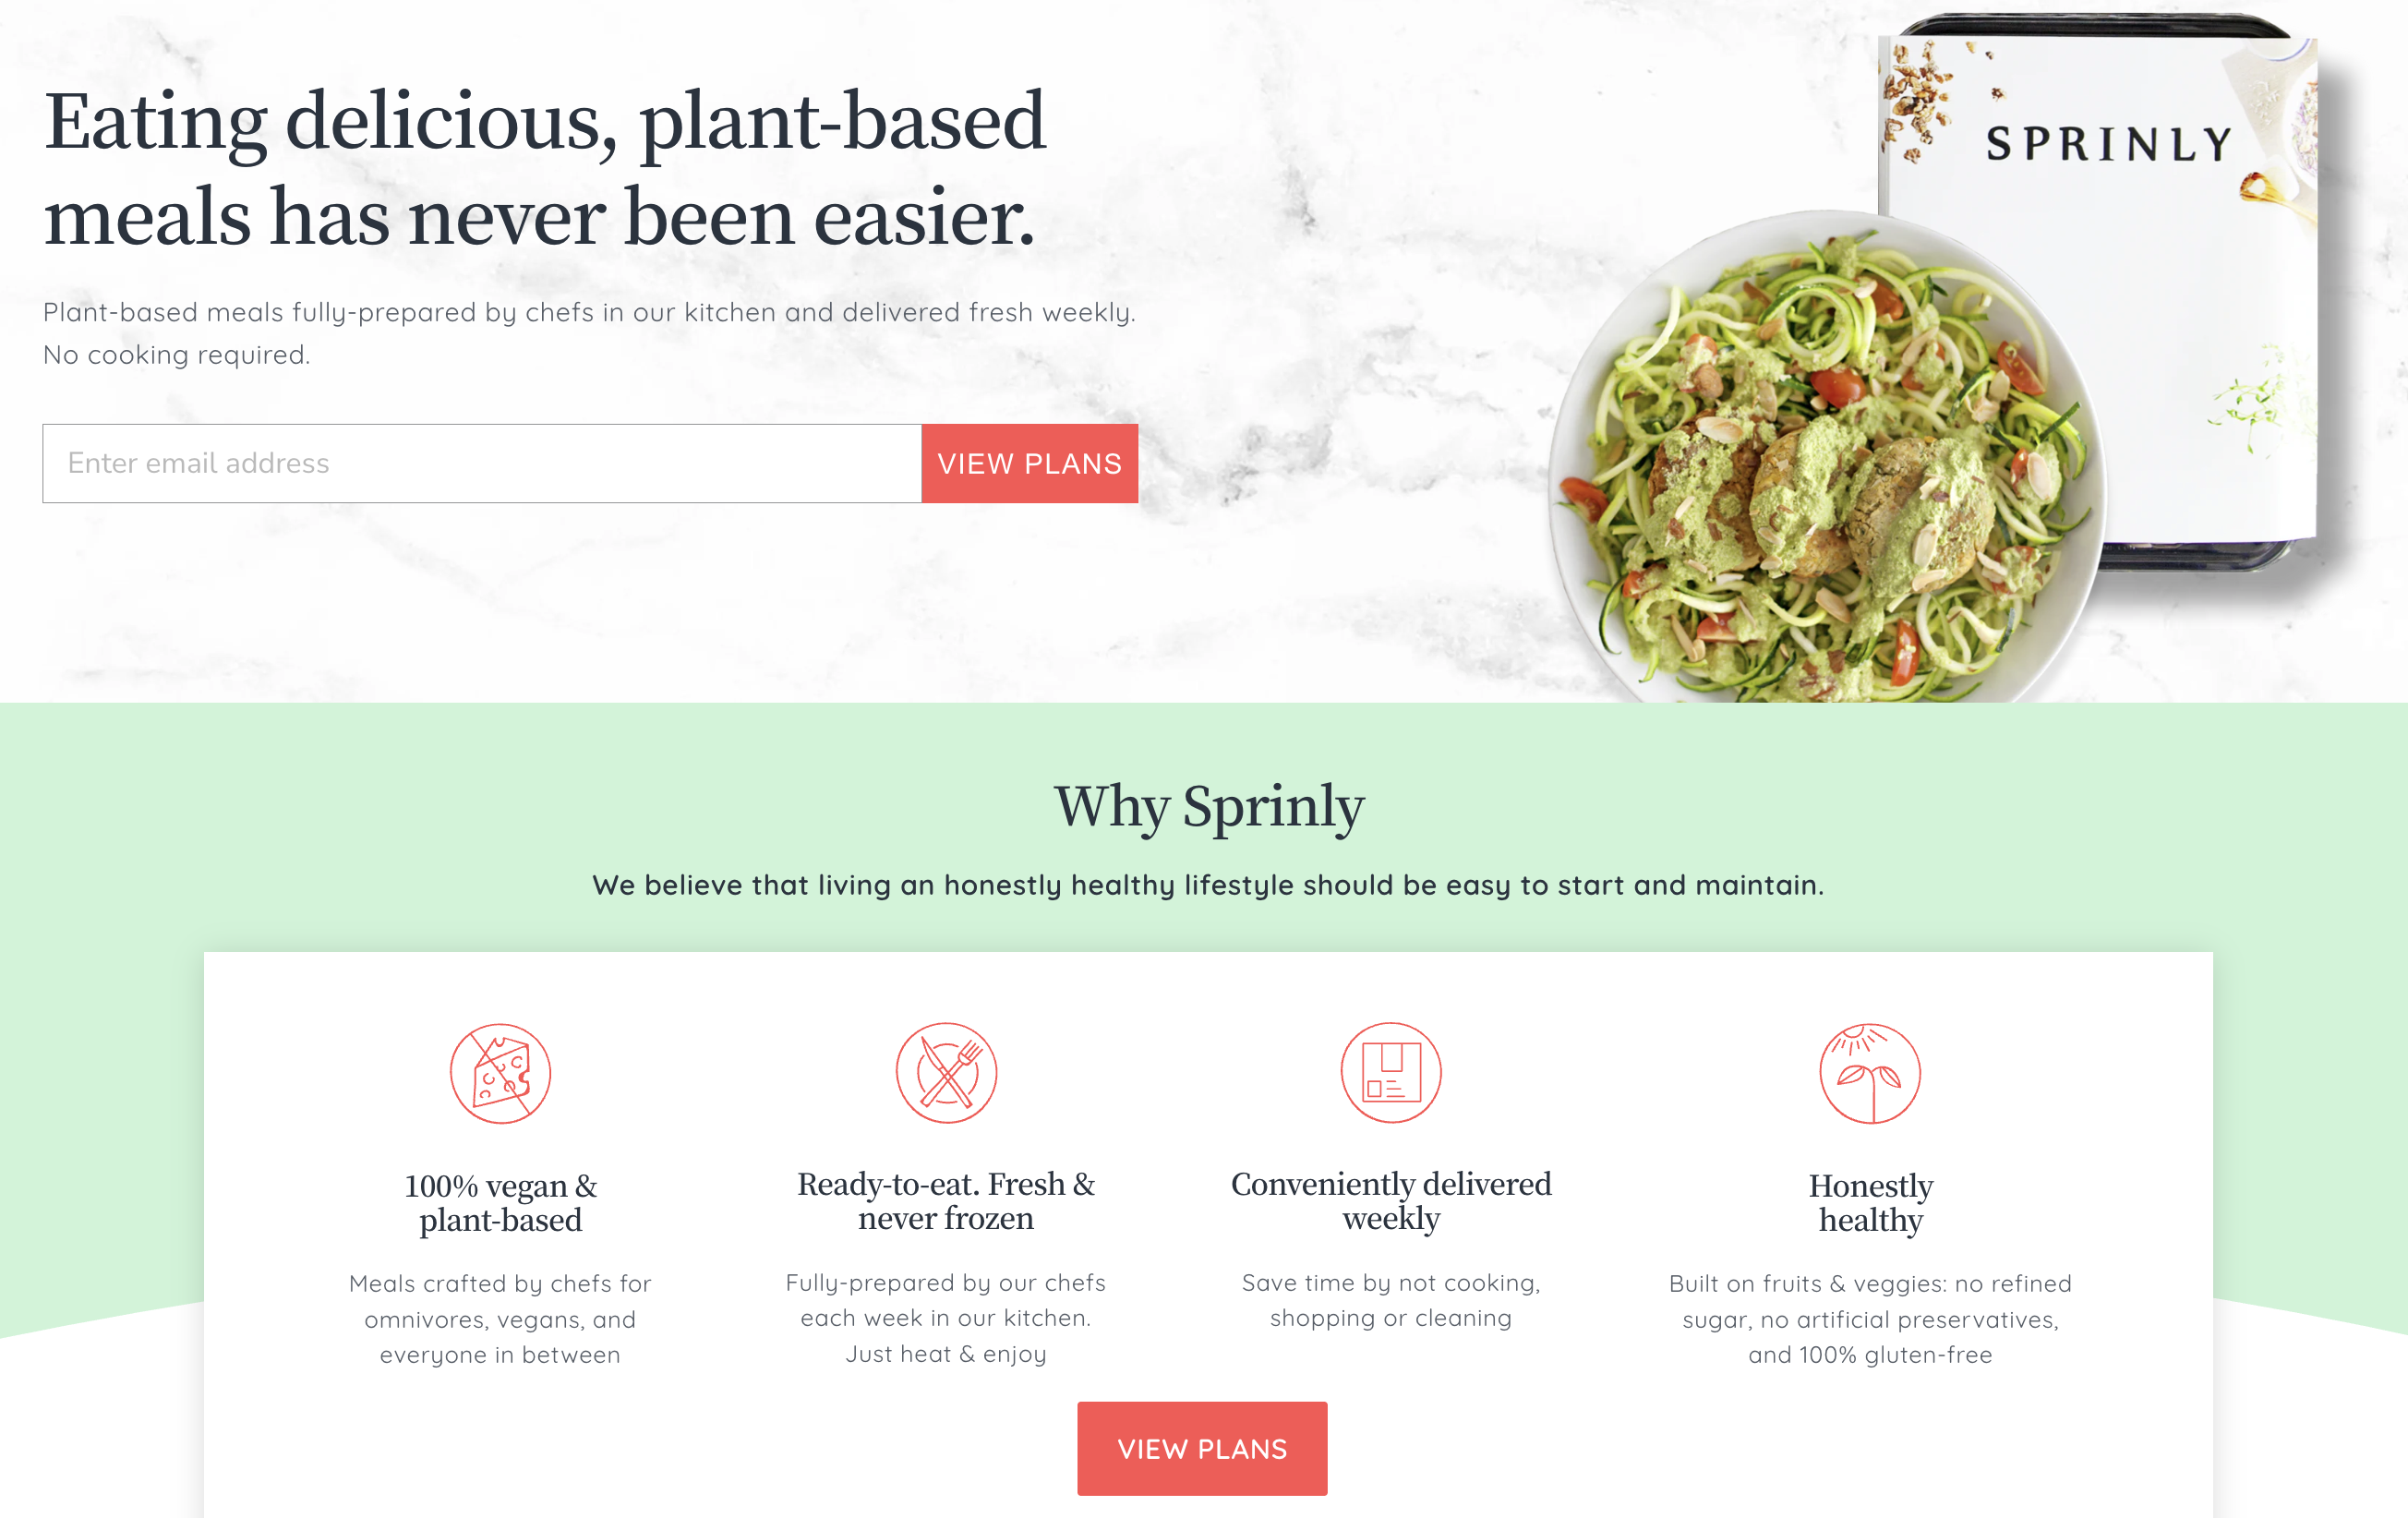 Eating delicious, plant-based
meals has never been easier.
Plant-based meals fully-prepared by chefs in our kitchen and delivered fresh weekly.
No cooking required.
Enter email address
VIEW PLANS
SPRINLY
Why Sprinly
We believe that living an honestly healthy lifestyle should be easy to start and maintain.
100% vegan &
plant-based
Meals crafted by chefs for
omnivores, vegans, and
everyone in between
Ready-to-eat. Fresh &
never frozen
Fully-prepared by our chefs
each week in our kitchen.
Just heat & enjoy
Conveniently delivered
weekly
Save time by not cooking,
shopping or cleaning
Honestly
healthy
Built on fruits & veggies: no refined
sugar, no artificial preservatives,
and 100% gluten-free
VIEW PLANS